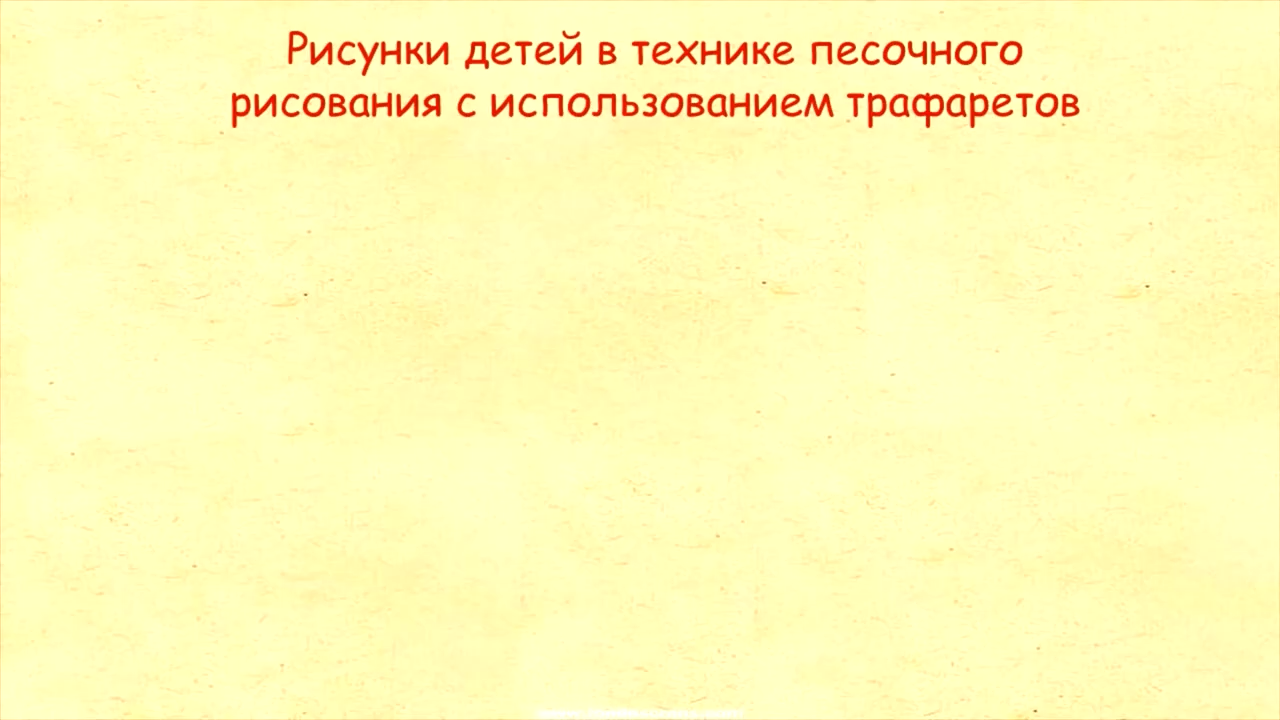 Рисунки детей в технике песочного
рисования с использованием трафаретов